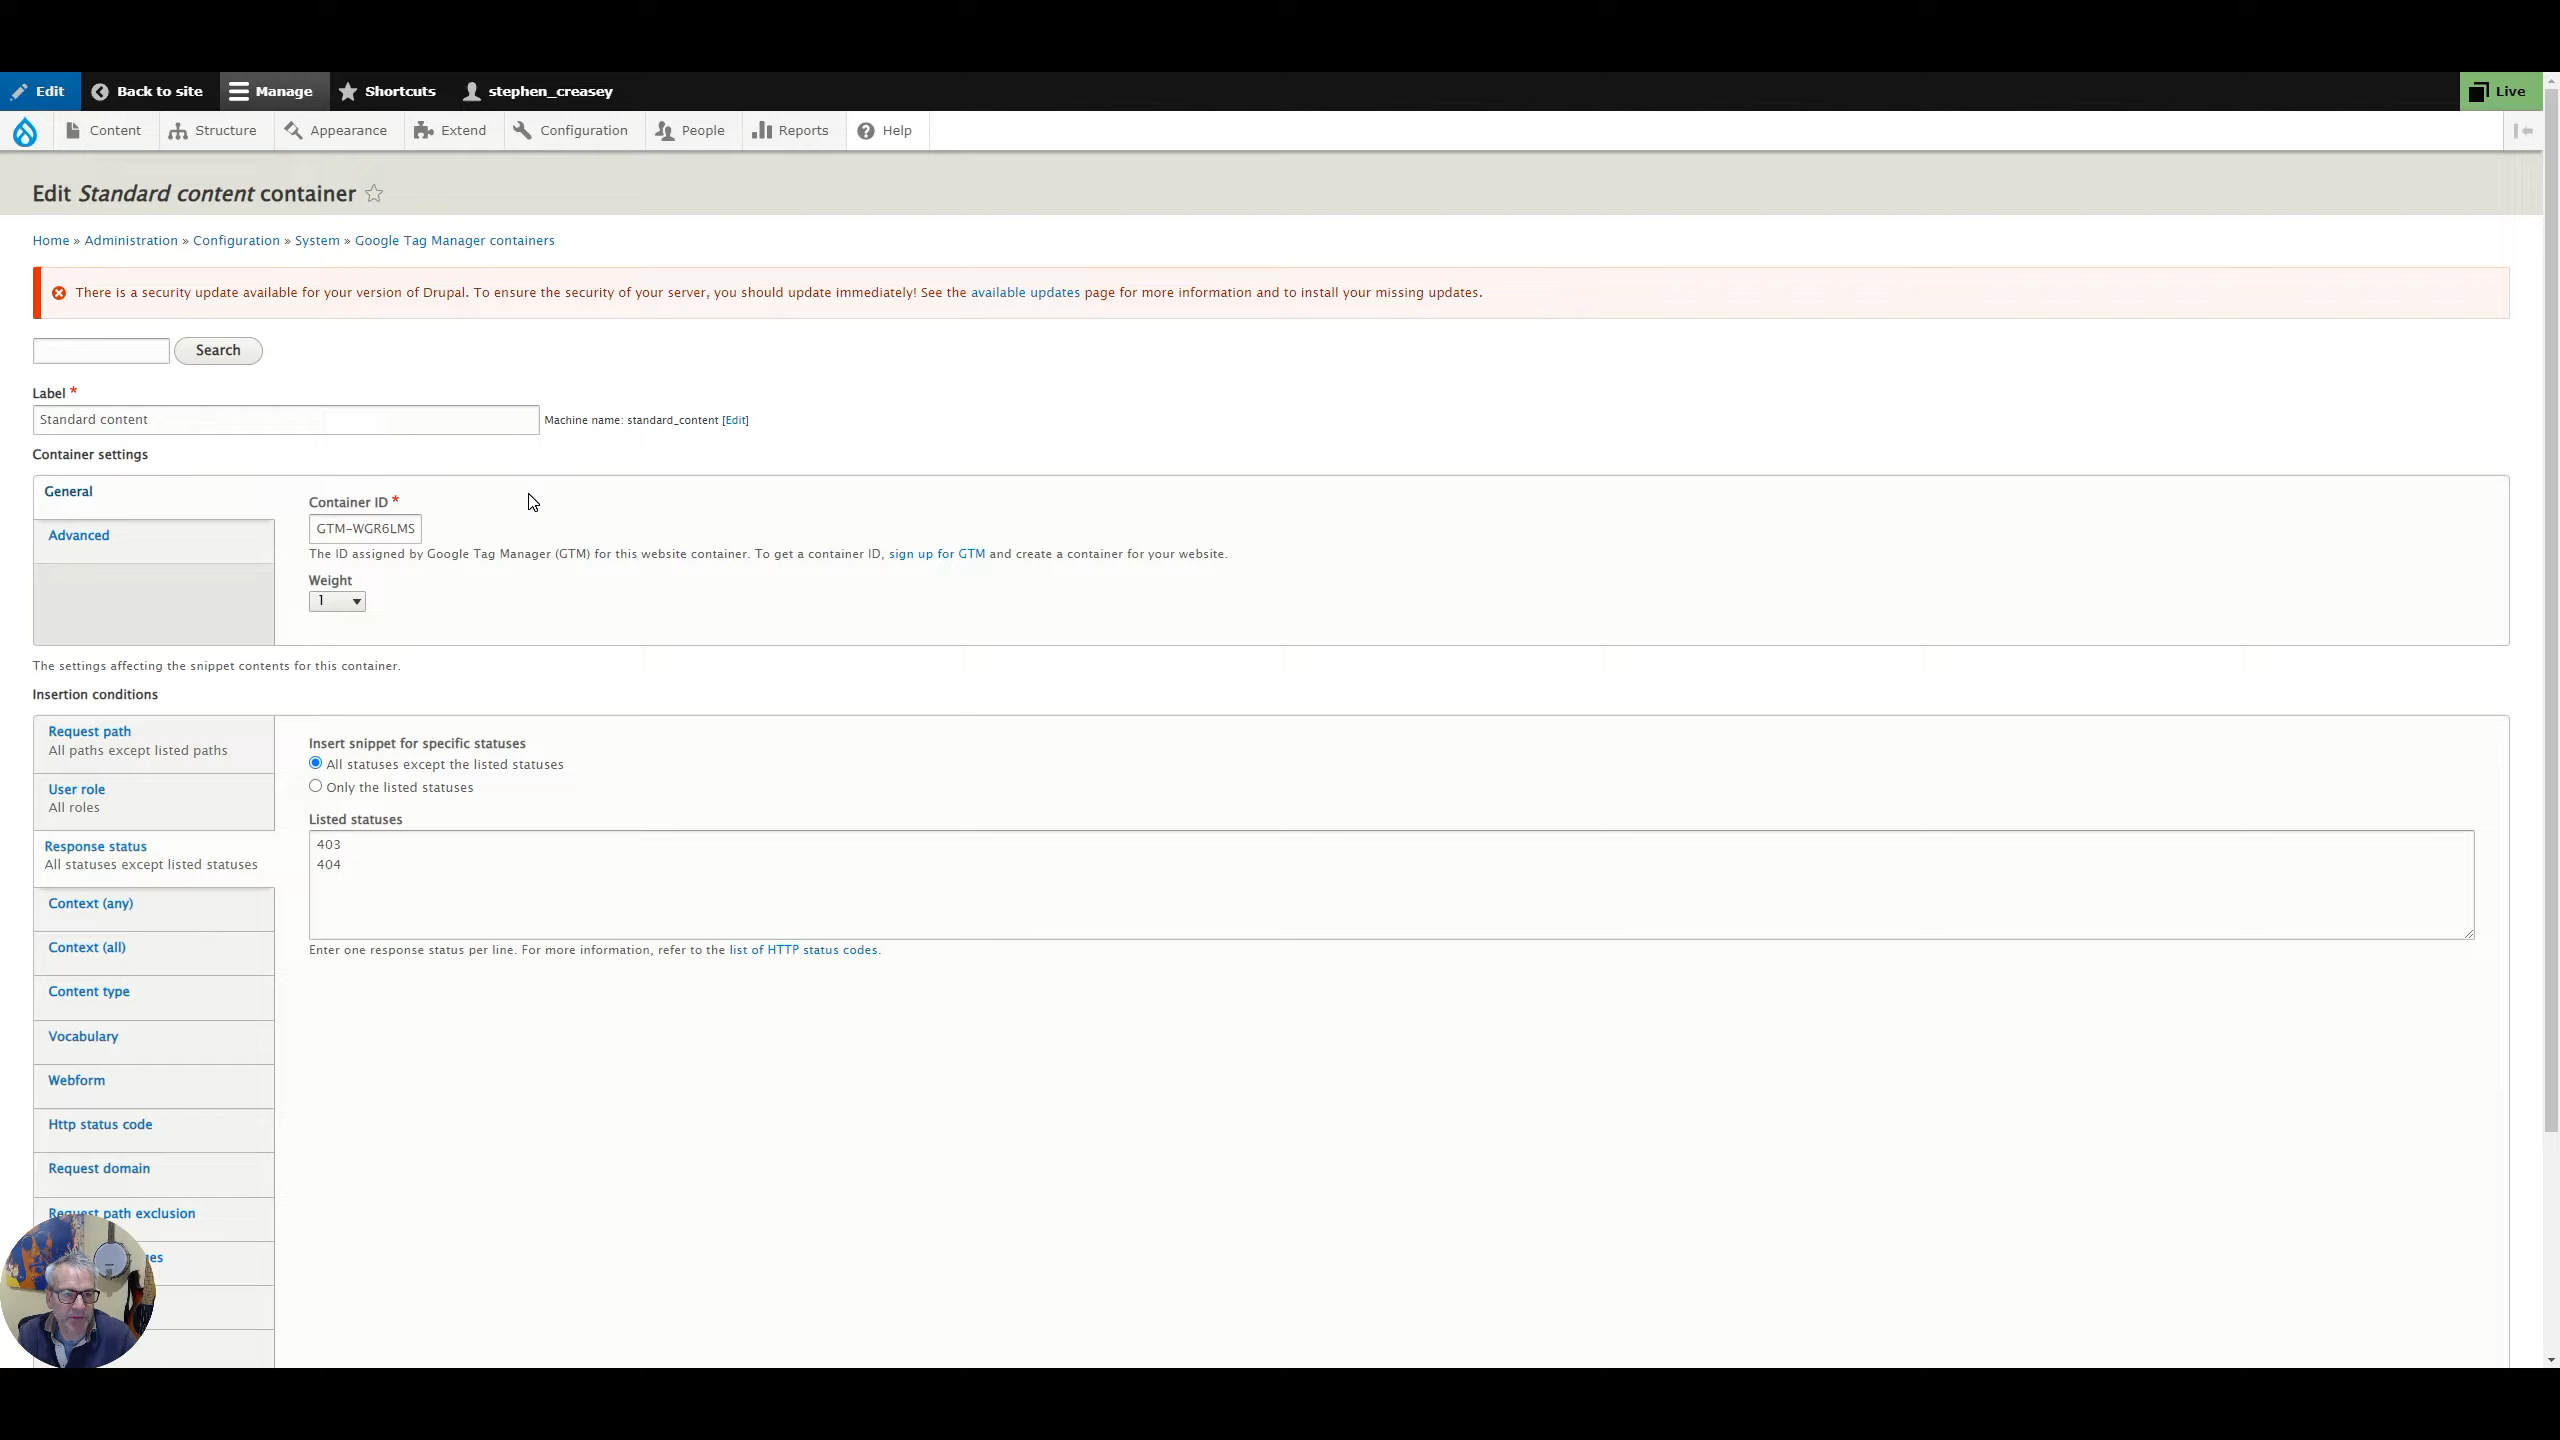 Edit Back to site Manage Shortcuts stephen_creasey Live
Content Structure Appearance Extend Configuration People Reports Help
Edit Standard content container
Home » Administration » Configuration » System » Google Tag Manager containers
There is a security update available for your version of Drupal. To ensure the security of your server, you should update immediately! See the available updates page for more information and to install your missing updates.
Search
Label *
Standard content Machine name: standard_content [Edit]
Container settings
General
Advanced
Container ID *
GTM-WGR6LMS
The ID assigned by Google Tag Manager (GTM) for this website container. To get a container ID, sign up for GTM and create a container for your website.
Weight
1
The settings affecting the snippet contents for this container.
Insertion conditions
Request path
All paths except listed paths
User role
All roles
Response status
All statuses except listed statuses
Context (any)
Context (all)
Content type
Vocabulary
Webform
Http status code
Request domain
Request path exclusion
Insert snippet for specific statuses
All statuses except the listed statuses
Only the listed statuses
Listed statuses
403
404
Enter one response status per line. For more information, refer to the list of HTTP status codes.